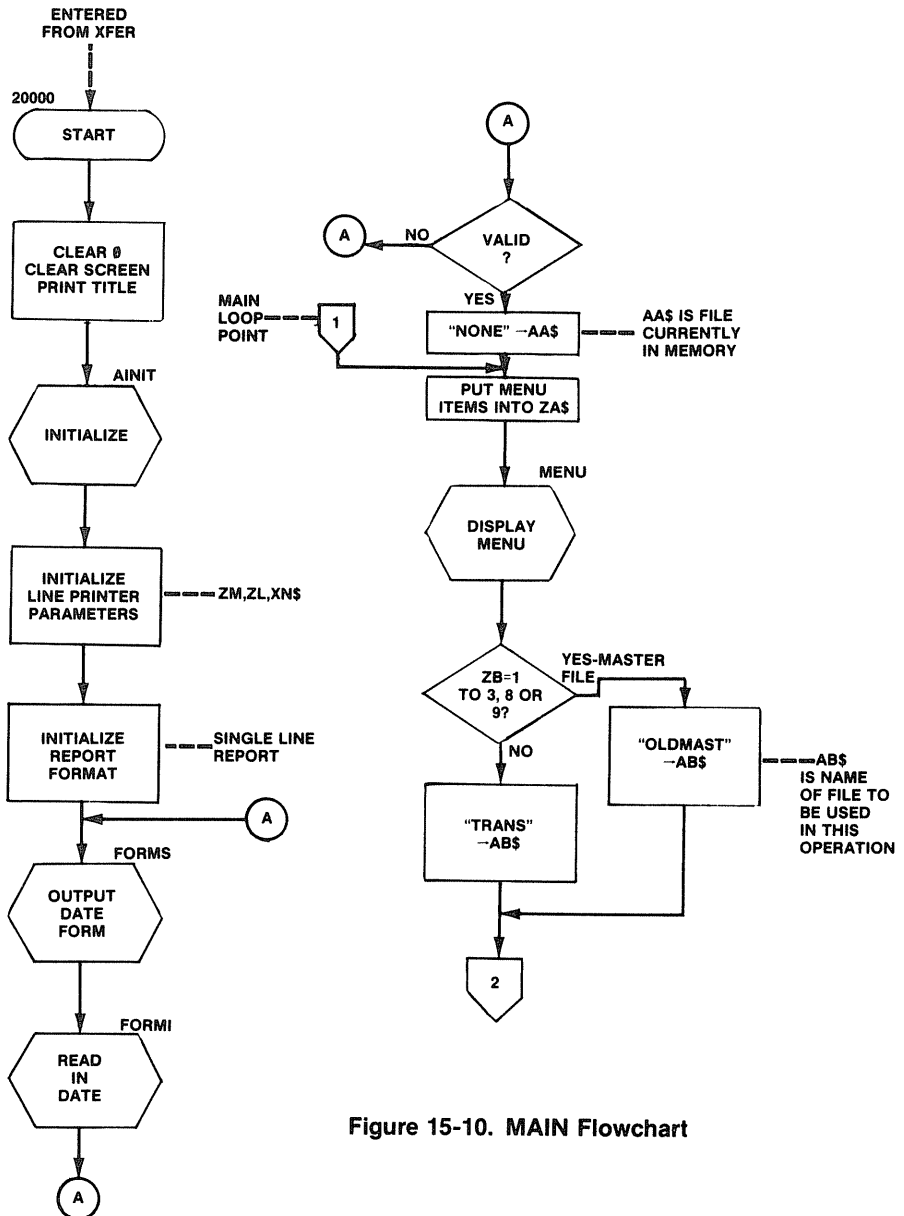 ENTERED
FROM XFER
20000
START
CLEAR 0
CLEAR SCREEN
PRINT TITLE
AINIT
INITIALIZE
INITIALIZE
LINE PRINTER
PARAMETERS
ZM,ZL,XN$
INITIALIZE
REPORT
FORMAT
SINGLE LINE
REPORT
A
FORMS
OUTPUT
DATE
FORM
FORMI
READ
IN
DATE
A
A
VALID
?
NO
A
YES
MAIN
LOOP
POINT
1
"NONE" →AA$
AA$ IS FILE
CURRENTLY
IN MEMORY
PUT MENU
ITEMS INTO ZA$
MENU
DISPLAY
MENU
ZB=1
TO 3, 8 OR
9?
YES-MASTER
FILE
NO
"OLDMAST"
→AB$
AB$
IS NAME
OF FILE TO
BE USED
IN THIS
OPERATION
"TRANS"
→AB$
2
Figure 15-10. MAIN Flowchart